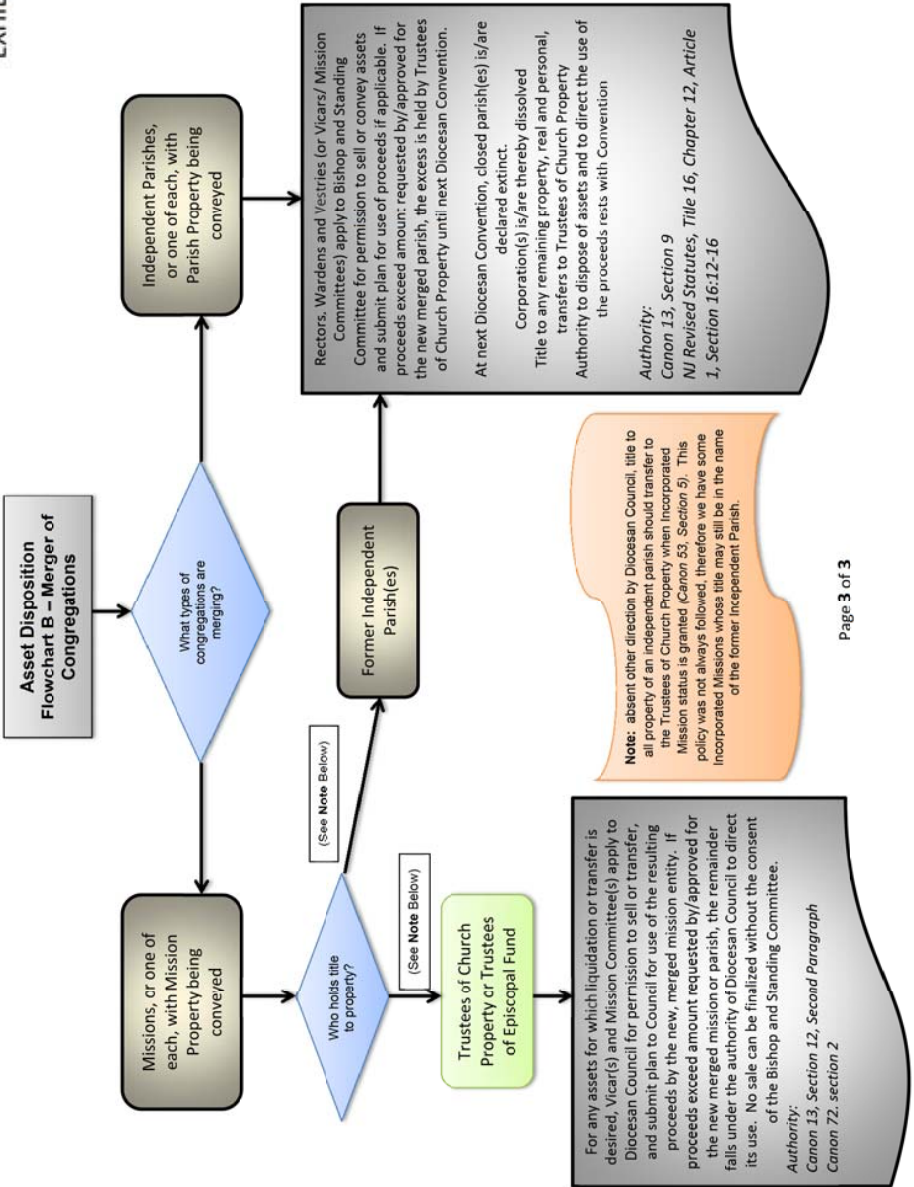 Asset Disposition
Flowchart B – Merger of
Congregations
What types of
congregations are
merging?
Missions, or one of
each, with Mission
Property being
conveyed
Independent Parishes,
or one of each, with
Parish Property being
conveyed
Who holds title
to property?
(See Note Below)
(See Note Below)
Former Independent
Parish(es)
Trustees of Church
Property or Trustees
of Episcopal Fund
Rectors, Wardens and Vestries (or Vicars/ Mission
Committees) apply to Bishop and Standing
Committee for permission to sell or convey assets
and submit plan for use of proceeds if applicable. If
proceeds exceed amount: requested by/approved for
the new merged parish, the excess is held by Trustees
of Church Property until next Diocesan Convention.
At next Diocesan Convention, closed parish(es) is/are
declared extinct.
Corporation(s) is/are thereby dissolved
Title to any remaining property, real and personal,
transfers to Trustees of Church Property
Authority to dispose of assets and to direct the use of
the proceeds rests with Convention
Authority:
Canon 13, Section 9
NJ Revised Statutes, Title 16, Chapter 12, Article
1, Section 16:12-16
For any assets for which liquidation or transfer is
desired, Vicar(s) and Mission Committee(s) apply to
Diocesan Council for permission to sell or transfer,
and submit plan to Council for use of the resulting
proceeds by the new, merged mission entity. If
proceeds exceed amount requested by/approved for
the new merged mission or parish, the remainder
falls under the authority of Diocesan Council to direct
its use. No sale can be finalized without the consent
of the Bishop and Standing Committee.
Authority:
Canon 13, Section 12, Second Paragraph
Canon 72. section 2
Note: absent other direction by Diocesan Council, title to
all property of an independent parish should transfer to
the Trustees of Church Property when Incorporated
Mission status is granted (Canon 53, Section 5). This
policy was not always followed, therefore we have some
Incorporated Missions whose title may still be in the name
of the former Incependent Parish.
Page 3 of 3